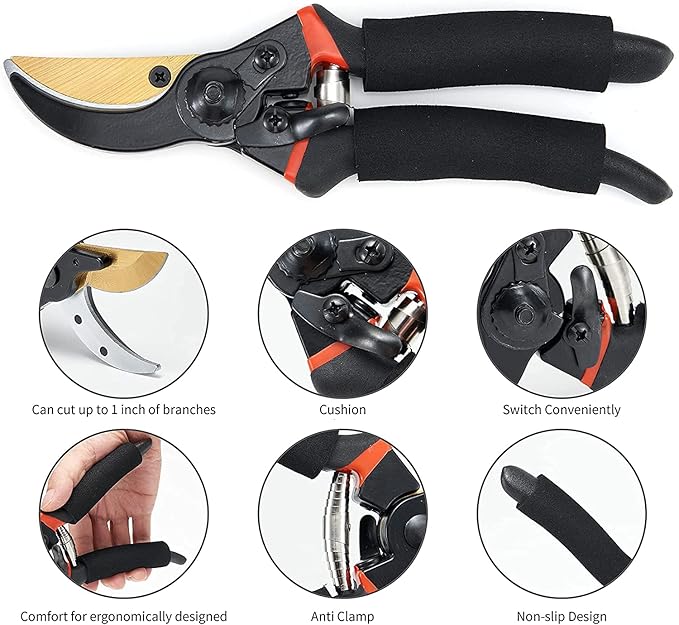 Can cut up to 1 inch of branches
Cushion
Switch Conveniently
Comfort for ergonomically designed
Anti Clamp
Non-slip Design